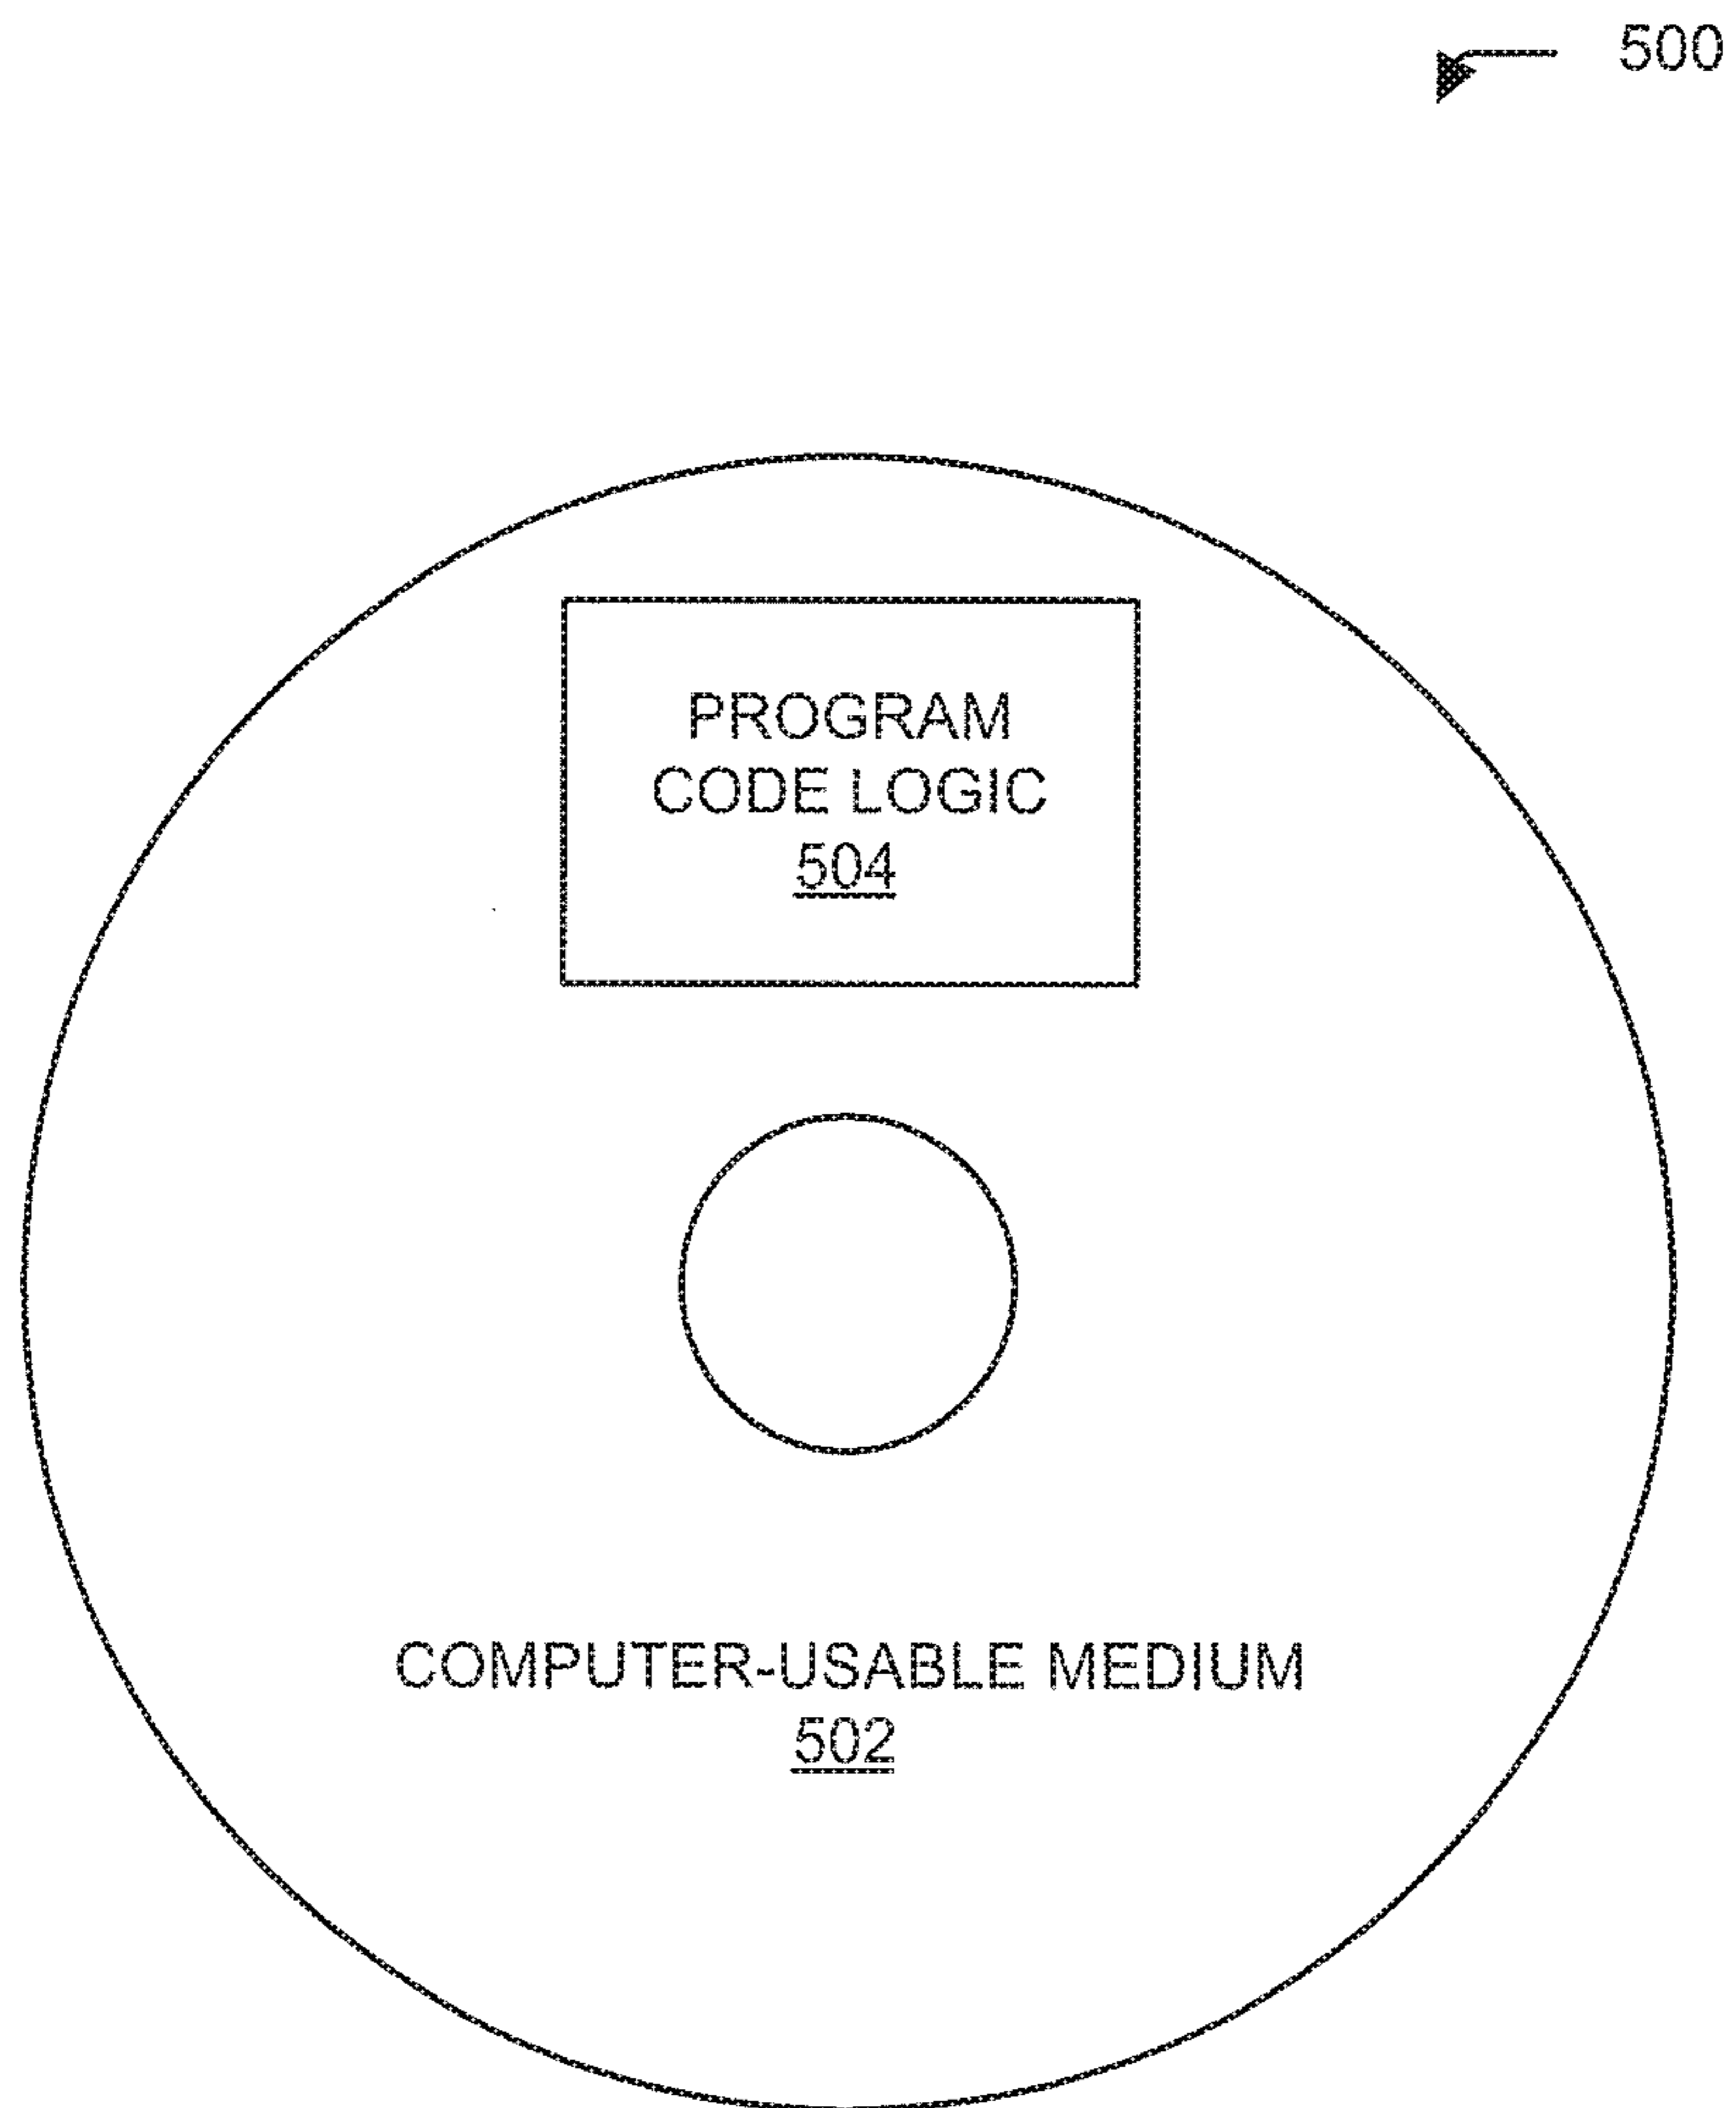 500
PROGRAM
CODE LOGIC
504
COMPUTER-USABLE MEDIUM
502